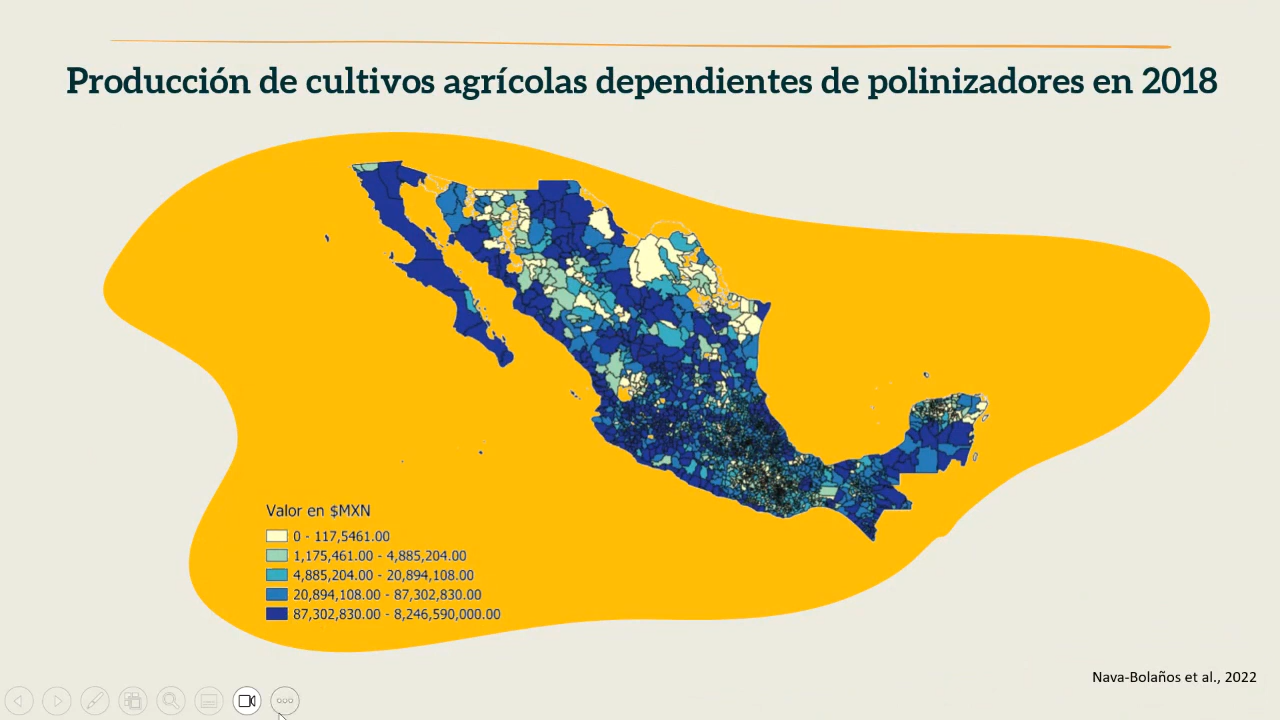 Producción de cultivos agrícolas dependientes de polinizadores en 2018
Valor en $MXN
0 - 117,5461.00
1,175,461.00 - 4,885,204.00
4,885,204.00 - 20,894,108.00
20,894,108.00 - 87,302,830.00
87,302,830.00 - 8,246,590,000.00
Nava-Bolaños et al., 2022